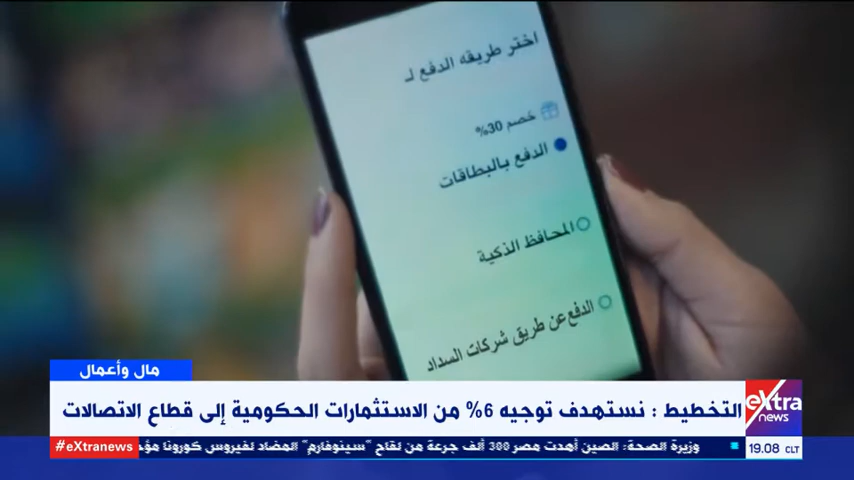 اختر طريقه الدفع لـ
خصم 30%
الدفع بالبطاقات
المحافظ الذكية
الدفع عن طريق شركات السداد
مال وأعمال
التخطيط : نستهدف توجيه 6% من الاستثمارات الحكومية إلى قطاع الاتصالات
eXtra
news
#eXtranews
وزيرة الصحة: الصين أهدت مصر 300 ألف جرعة من لقاح "سينوفارم" المضاد لفيروس كورونا
19.08 CLT